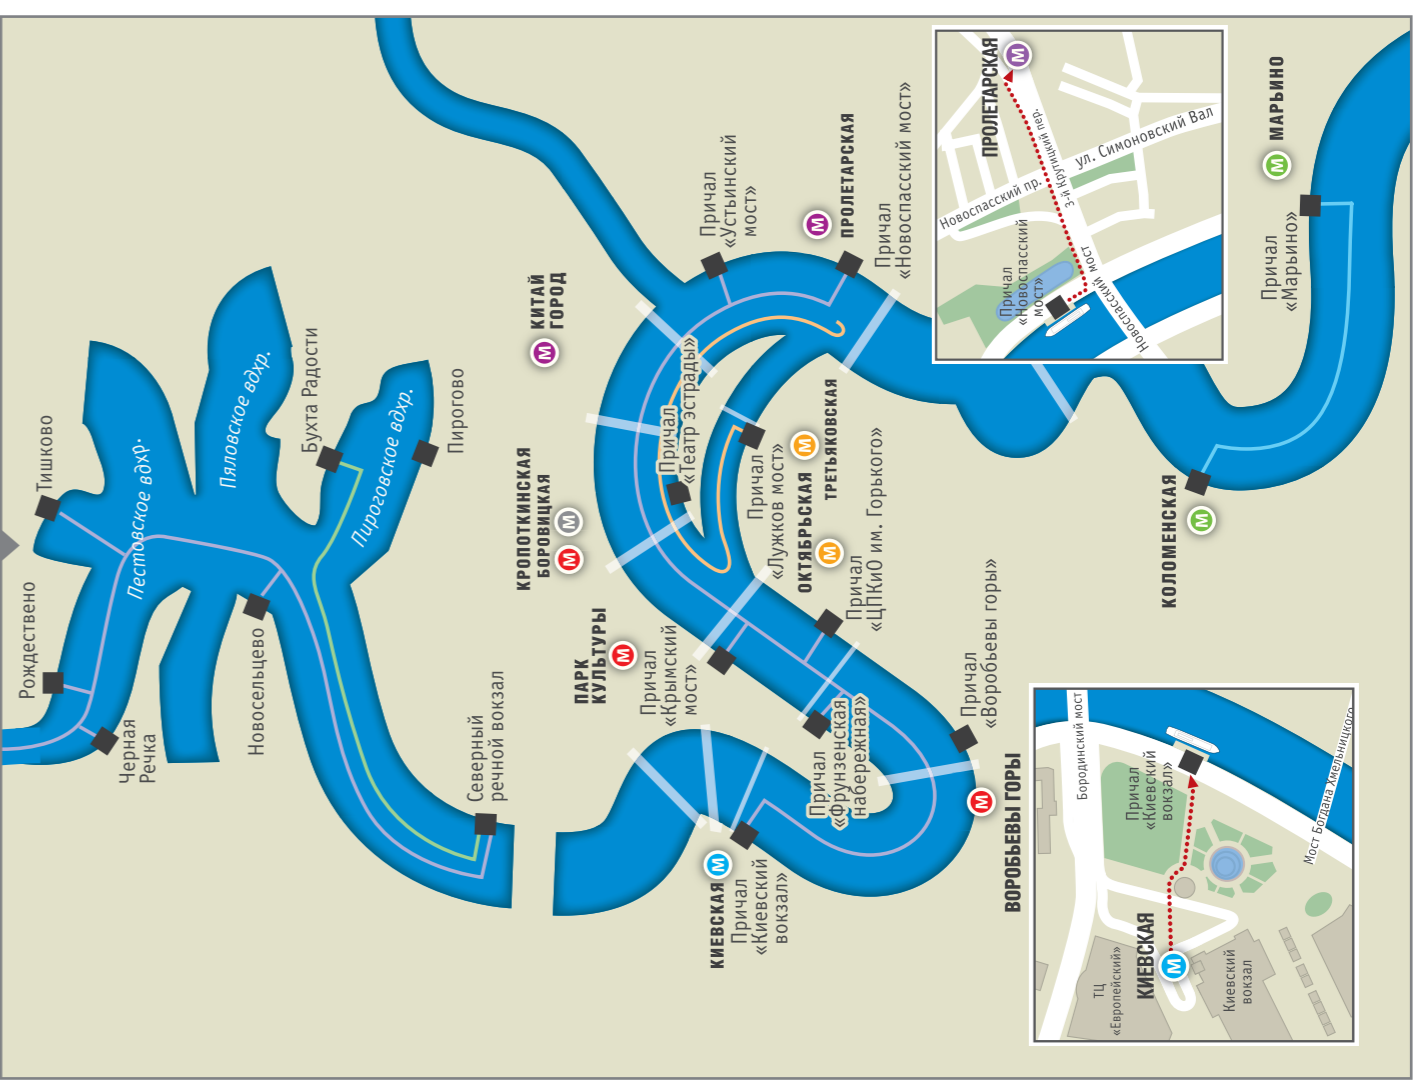 Тишково
Рождествено
Черная
Речка
Пестовское вдхр.
Пяловское вдхр.
Бухта Радости
Пироговское вдхр.
Пирогово
Новосельцево
Северный
речной вокзал
КИТАЙ
ГОРОД
М
КРОПОТКИНСКАЯ
БОРОВИЦКАЯ
М
М
ПАРК
КУЛЬТУРЫ
М
Причал
«Крымский
мост»
Причал
«Устьинский
мост»
М
ПРОЛЕТАРСКАЯ
Причал
«Новоспасский мост»
Причал
«Театр эстрады»
Причал
«Лужков мост»
М
ТРЕТЬЯКОВСКАЯ
ОКТЯБРЬСКАЯ
М
Причал
«ЦПКиО им. Горького»
Причал
«Фрунзенская
набережная»
Причал
«Воробьевы горы»
М
ВОРОБЬЕВЫ ГОРЫ
КИЕВСКАЯ
М
Причал
«Киевский
вокзал»
КОЛОМЕНСКАЯ
М
М
МАРЬИНО
Причал
«Марьино»
ПРОЛЕТАРСКАЯ
М
3-й Крутицкий пер.
ул. Симоновский Вал
Новоспасский пр.
Причал
«Новоспасский
мост»
Новоспасский мост
Бородинский мост
Причал
«Киевский
вокзал»
Мост Богдана Хмельницкого
КИЕВСКАЯ
М
ТЦ
«Европейский»
Киевский
вокзал